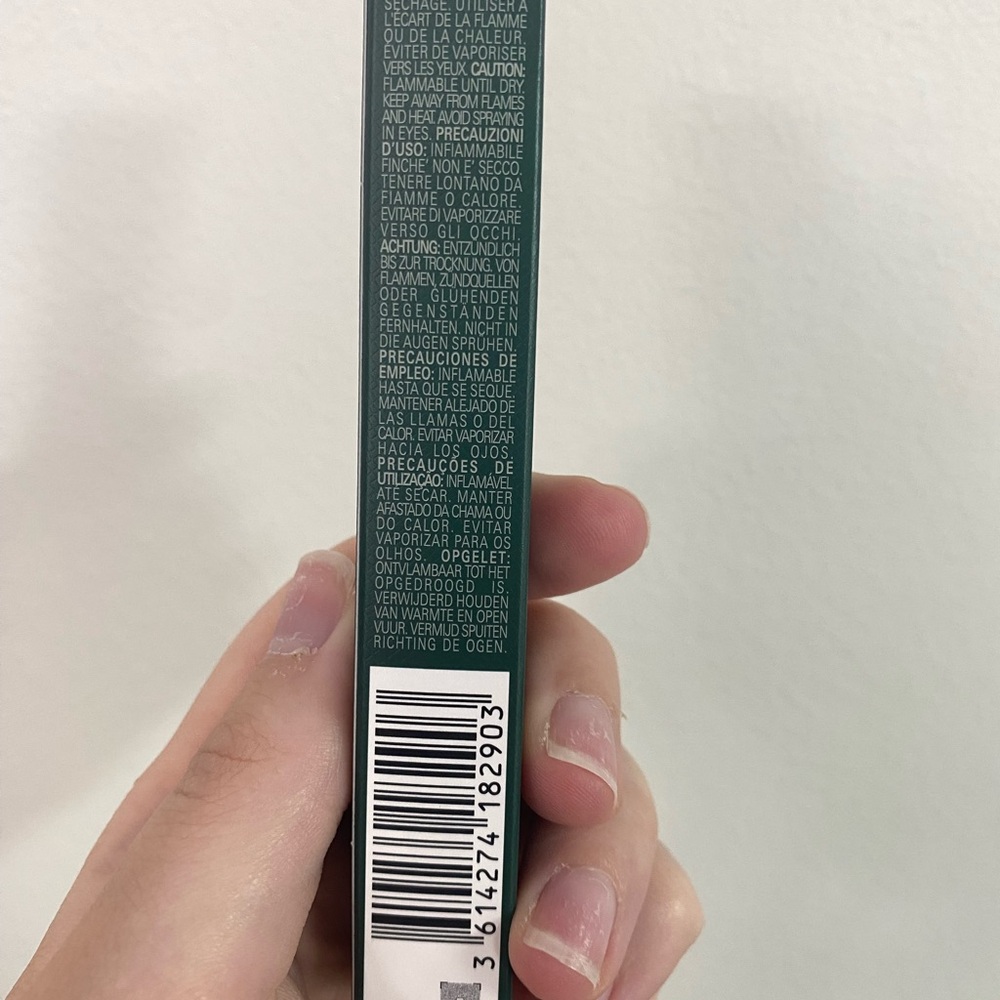 SÉCHAGE. UTILISER À
L'ÉCART DE LA FLAMME
OU DE LA CHALEUR.
ÉVITER DE VAPORISER
VERS LES YEUX. CAUTION:
FLAMMABLE UNTIL DRY.
KEEP AWAY FROM FLAMES
AND HEAT. AVOID SPRAYING
IN EYES. PRECAUZIONI
D'USO: INFIAMMABILE
FINCHE' NON E' SECCO.
TENERE LONTANO DA
FIAMME O CALORE.
EVITARE DI VAPORIZZARE
VERSO GLI OCCHI.
ACHTUNG: ENTZÜNDLICH
BIS ZUR TROCKNUNG. VON
FLAMMEN, ZÜNDQUELLEN
ODER GLÜHENDEN
GEGENSTÄNDEN
FERNHALTEN. NICHT IN
DIE AUGEN SPRÜHEN.
PRECAUCIONES DE
EMPLEO: INFLAMABLE
HASTA QUE SE SEQUE.
MANTENER ALEJADO DE
LAS LLAMAS O DEL
CALOR. EVITAR VAPORIZAR
HACIA LOS OJOS.
PRECAUÇÕES DE
UTILIZAÇÃO: INFLAMÁVEL
ATÉ SECAR. MANTER
AFASTADO DA CHAMA OU
DO CALOR. EVITAR
VAPORIZAR PARA OS
OLHOS. OPGELET:
ONTVLAMBAAR TOT HET
OPGEDROOGD IS.
VERWIJDERD HOUDEN
VAN WARMTE EN OPEN
VUUR. VERMIJD SPUITEN
RICHTING DE OGEN.
3 614274 182903